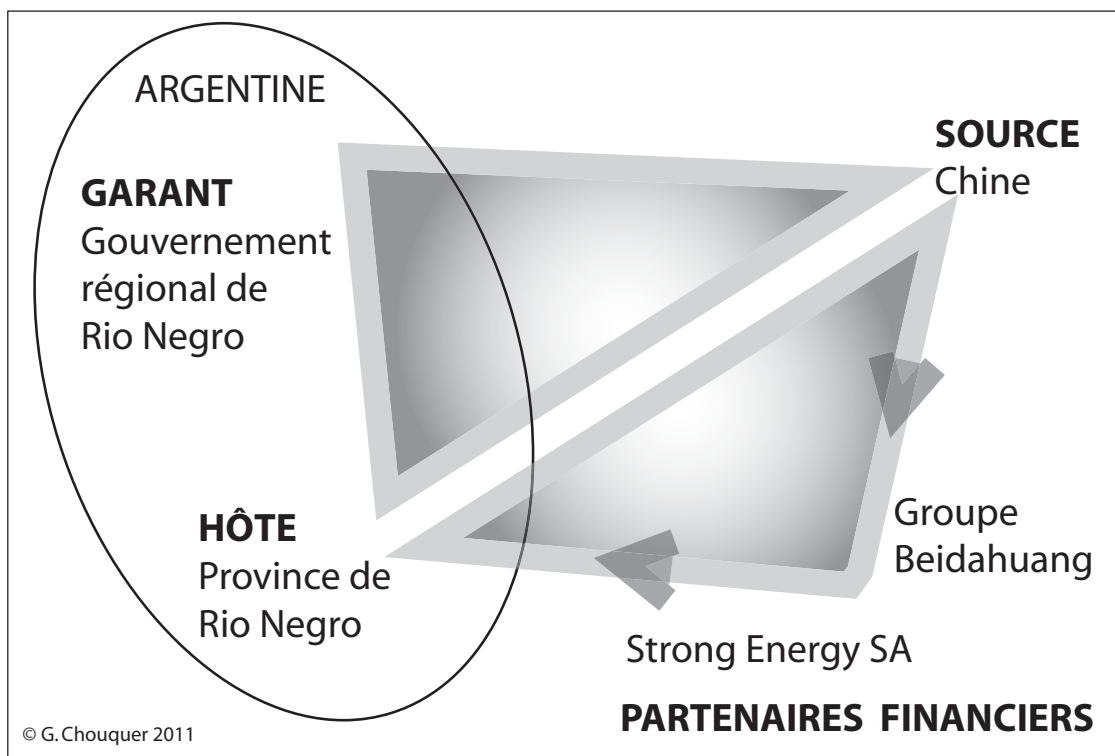 ARGENTINE
GARANT
Gouvernement
régional de
Rio Negro
SOURCE
Chine
HÔTE
Province de
Rio Negro
Groupe
Beidahuang
Strong Energy SA
PARTENAIRES FINANCIERS
© G. Chouquer 2011